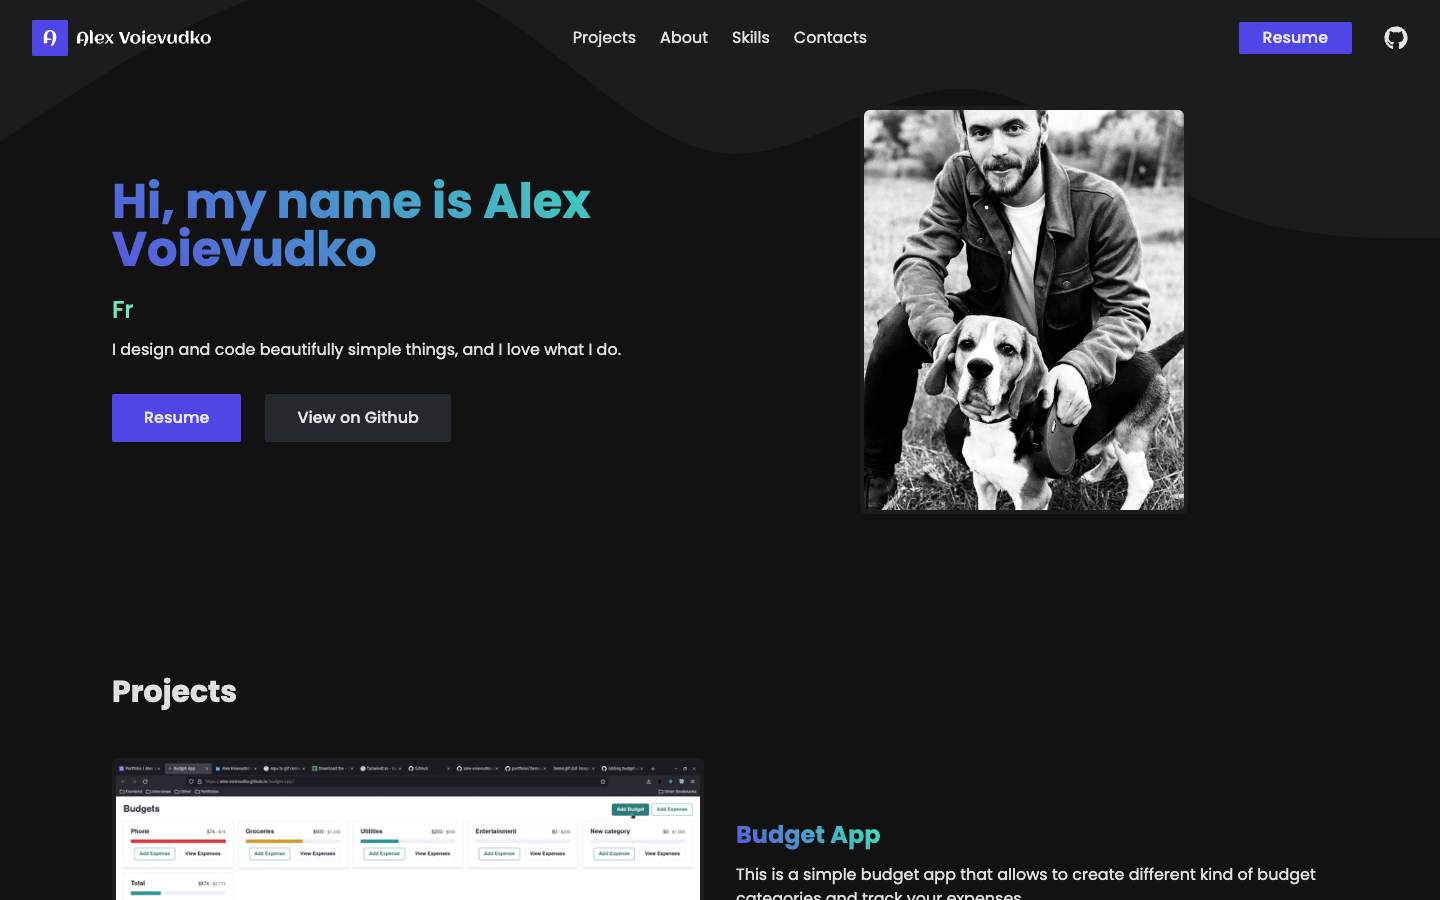 A Alex Voievudko
Projects About Skills Contacts
Resume
Hi, my name is Alex
Voievudko
Fr
I design and code beautifully simple things, and I love what I do.
Resume View on Github
Projects
Budgets
Add Budget Add Expense
Phone
Groceries
Utilities
Entertainment
New category
Add Expense View Expenses
Add Expense View Expenses
Add Expense View Expenses
Add Expense View Expenses
Add Expense View Expenses
Total
Budget App
This is a simple budget app that allows to create different kind of budget
categories and track your expenses